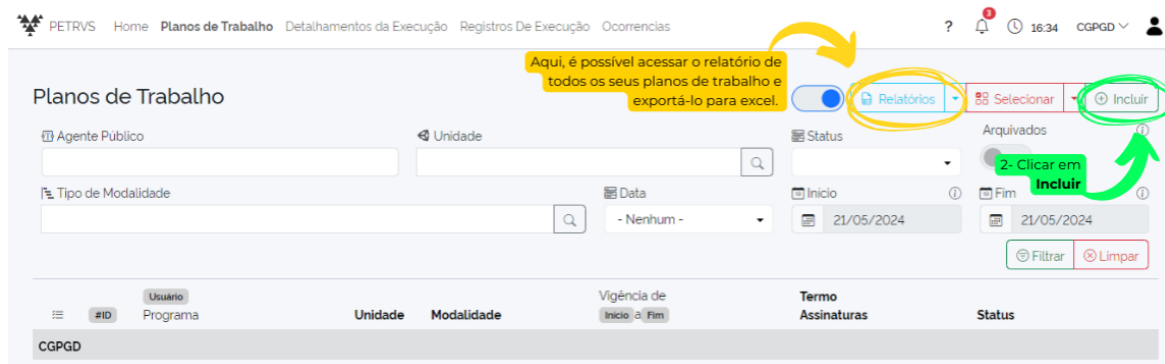 PETRVS Home Planos de Trabalho Detalhamentos da Execução Registros De Execução Ocorrencias ? 3 16:34 CGPGD
Aqui, é possível acessar o relatório de
todos os seus planos de trabalho e
exportá-lo para excel.
Planos de Trabalho
Relatórios Selecionar Incluir
Agente Público Unidade Status Arquivados
2- Clicar em
Incluir
Tipo de Modalidade Data Início Fim
- Nenhum - 21/05/2024 21/05/2024
Filtrar Limpar
#ID Usuário Programa Unidade Modalidade Vigência de Início a Fim Termo Assinaturas Status
CGPGD